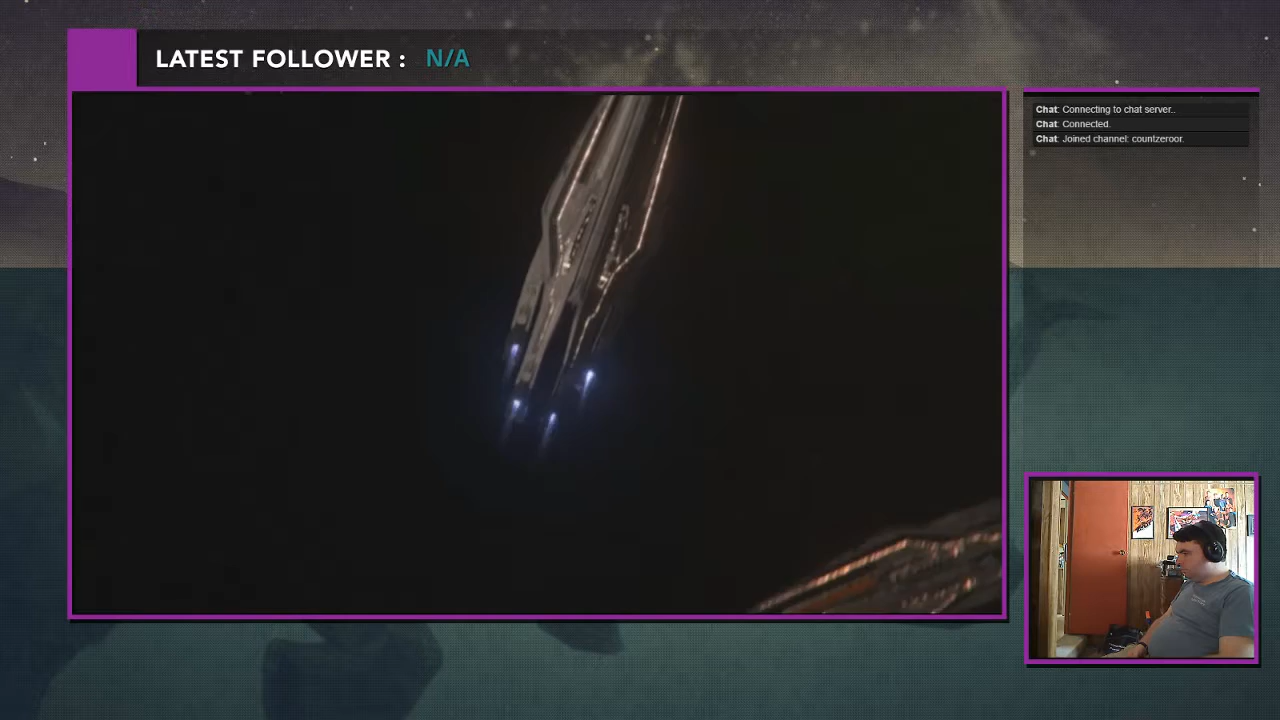 LATEST FOLLOWER : N/A
Chat: Connecting to chat server..
Chat: Connected.
Chat: Joined channel: countzeroor.